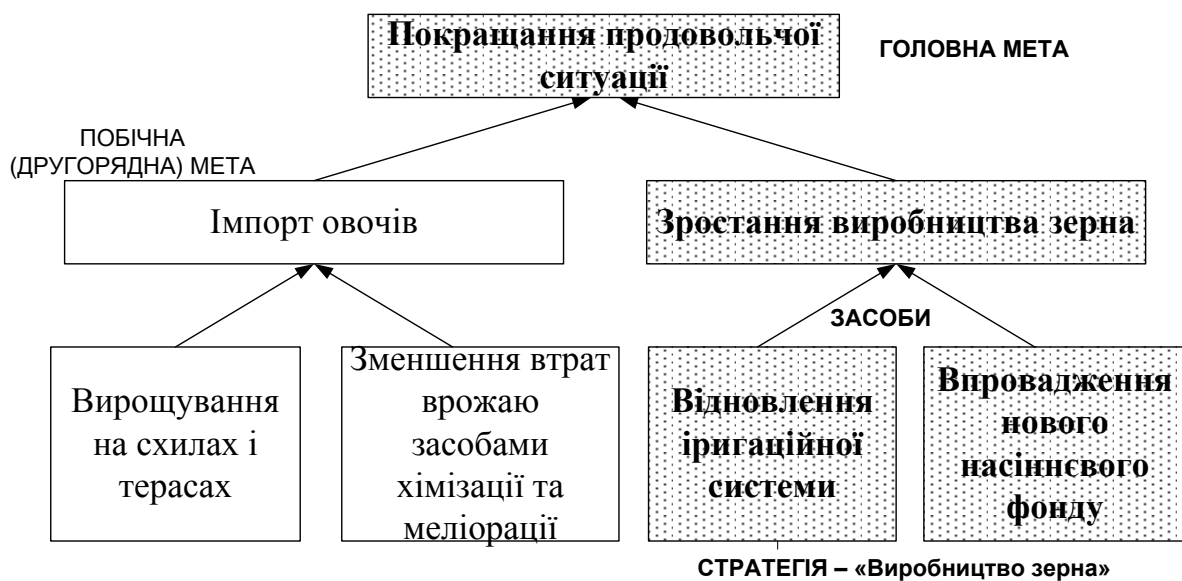 Покращання продовольчої
ситуації
ГОЛОВНА МЕТА
ПОБІЧНА
(ДРУГОРЯДНА) МЕТА
Імпорт овочів
Зростання виробництва зерна
ЗАСОБИ
Вирощування
на схилах і
терасах
Зменшення втрат
врожаю
засобами
хімізації та
меліорації
Відновлення
іригаційної
системи
Впровадження
нового
насіннєвого
фонду
СТРАТЕГІЯ – «Виробництво зерна»